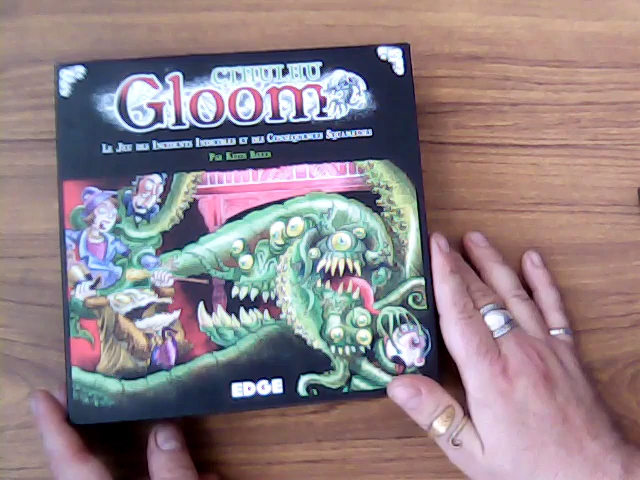 CTHULHU
Gloom
Le Jeu des Incidents Indicibles et des Conséquences Squameuses
Par Keith Baker
EDGE